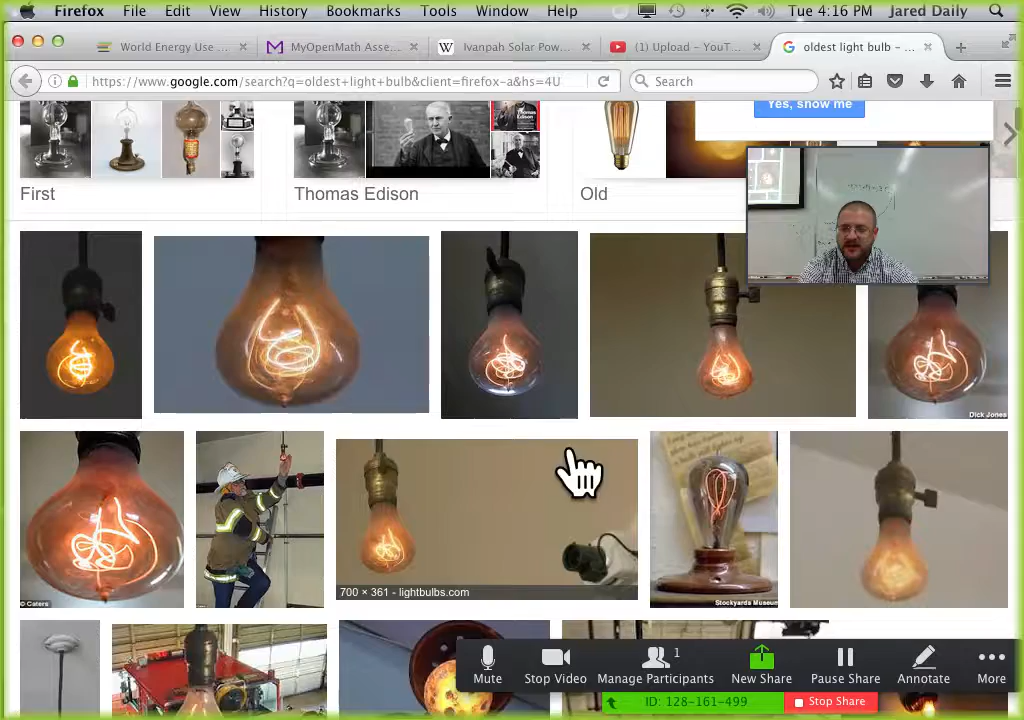 Firefox File Edit View History Bookmarks Tools Window Help Tue 4:16 PM Jared Daily
World Energy Use ... MyOpenMath Asse... Ivanpah Solar Pow... (1) Upload - YouT... oldest light bulb - ...
https://www.google.com/search?q=oldest+light+bulb&client=firefox-a&hs=4U Search
Yes, show me
First Thomas Edison Old
Dick Jones
© Caters
700 × 361 - lightbulbs.com
Stockyards Museum
1
Mute Stop Video Manage Participants New Share Pause Share Annotate More
ID: 128-161-499 Stop Share